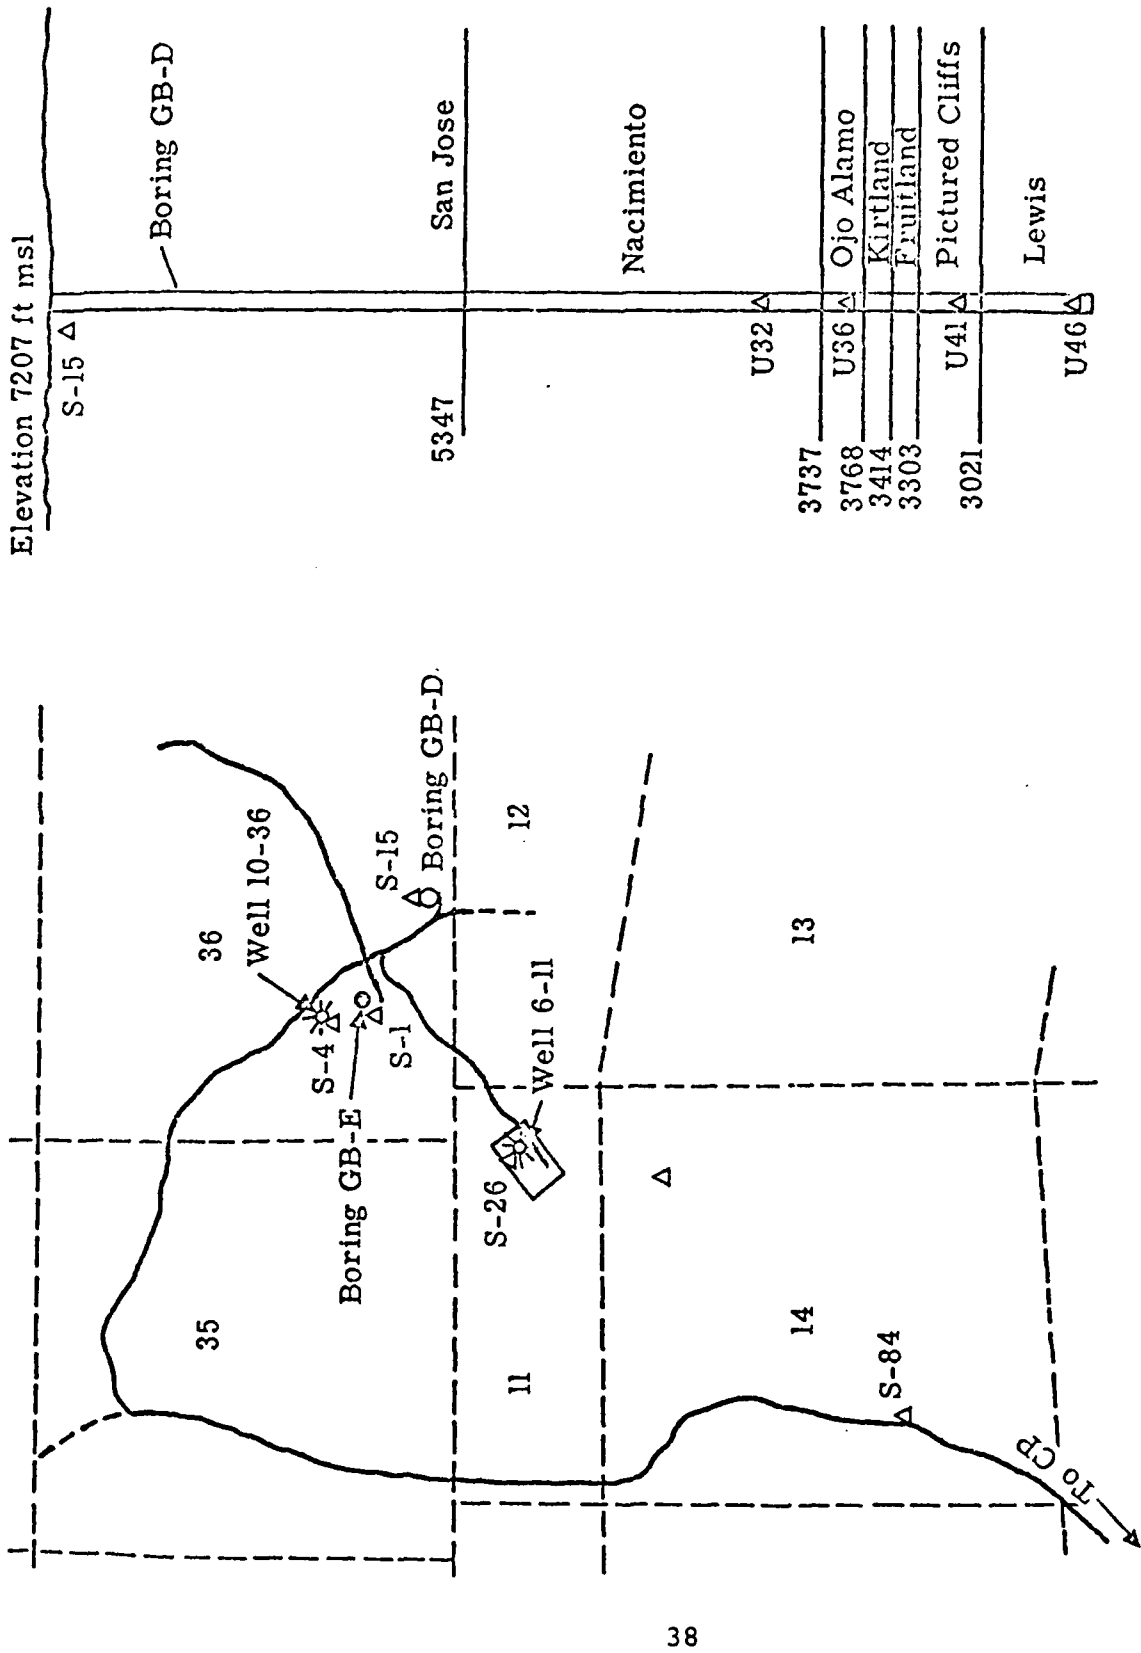 Elevation 7207 ft msl
S-15
Boring GB-D
5347
San Jose
Nacimiento
U32
3737
U36
Ojo Alamo
3768
Kirtland
3414
Fruitland
3303
U41
Pictured Cliffs
3021
Lewis
U46
36
Well 10-36
S-15
Boring GB-D
S-4
S-1
Boring GB-E
35
12
Well 6-11
S-26
11
13
14
S-84
To CP
38